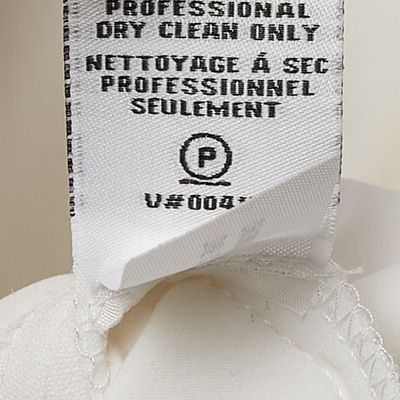 PROFESSIONAL
DRY CLEAN ONLY
NETTOYAGE Á SEC
PROFESSIONNEL
SEULEMENT
P